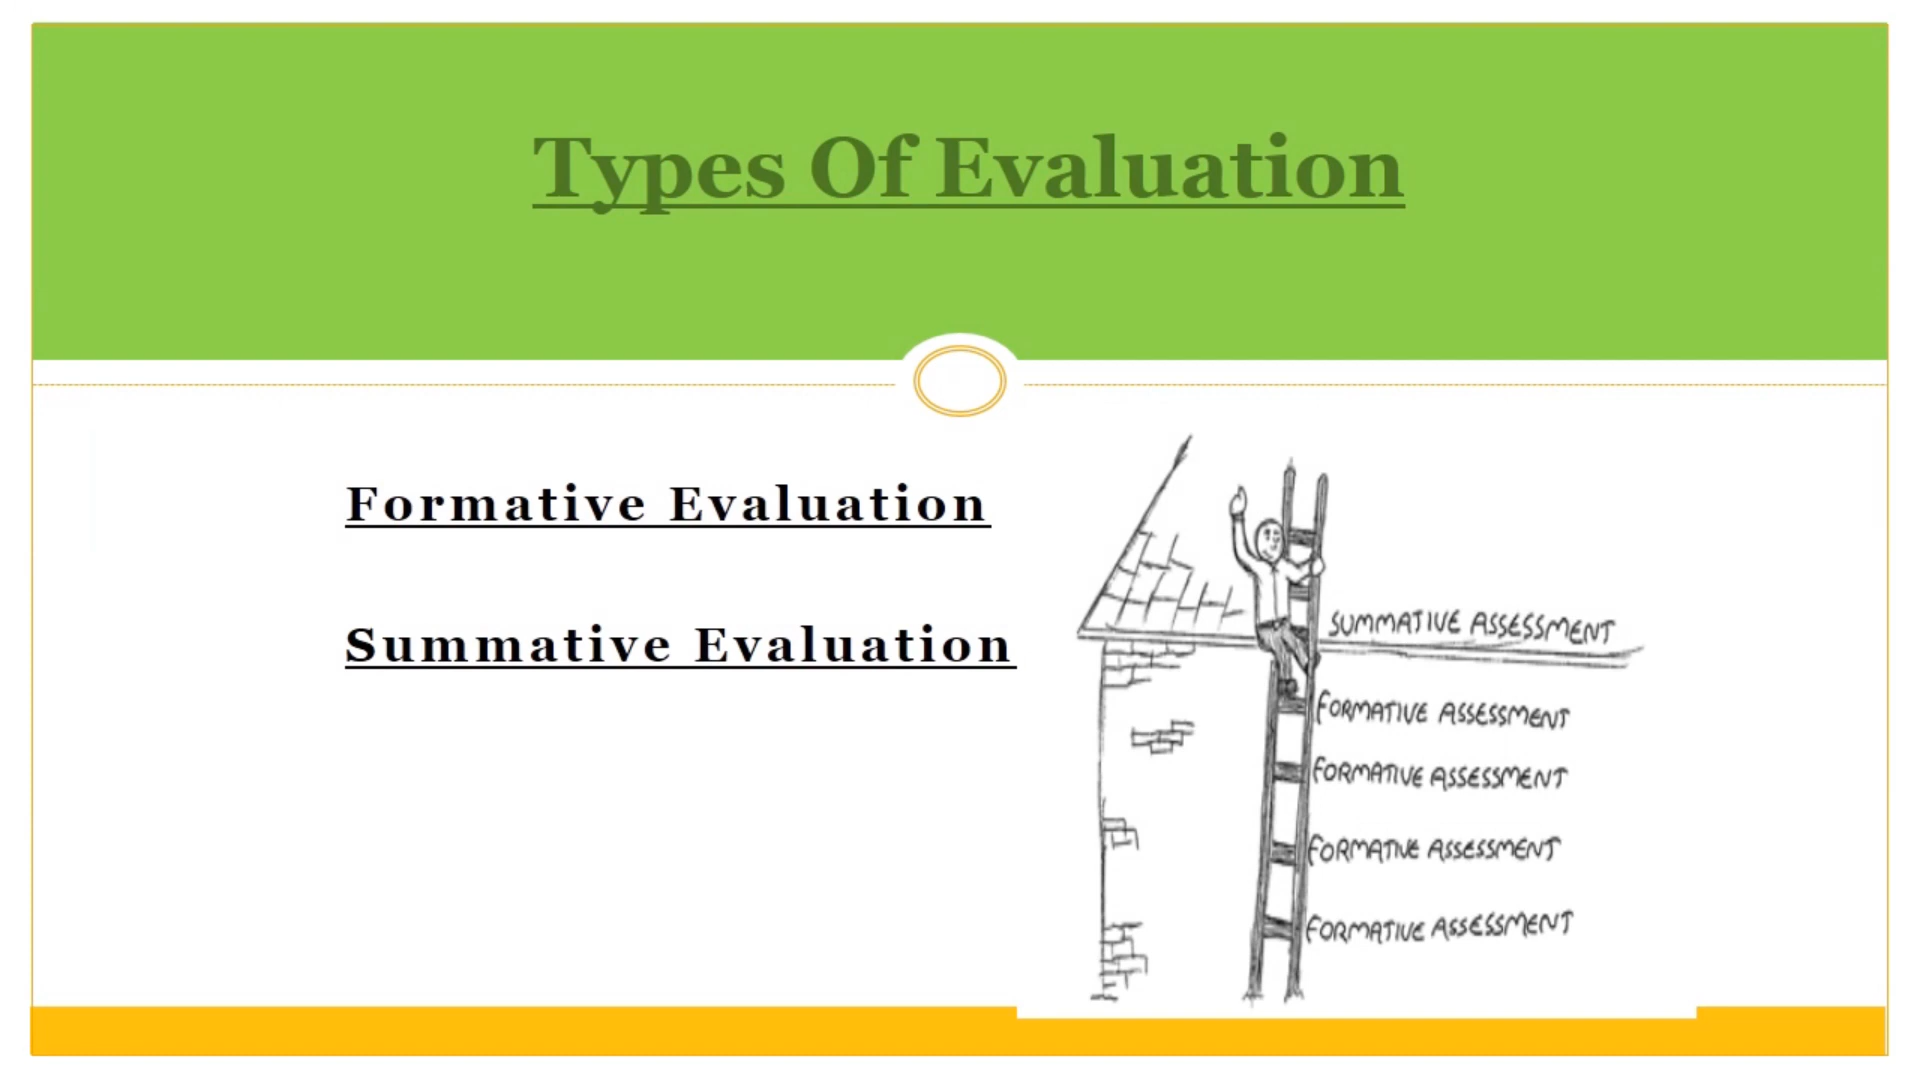 Types Of Evaluation
Formative Evaluation
Summative Evaluation
SUMMATIVE ASSESSMENT
FORMATIVE ASSESSMENT
FORMATIVE ASSESSMENT
FORMATIVE ASSESSMENT
FORMATIVE ASSESSMENT